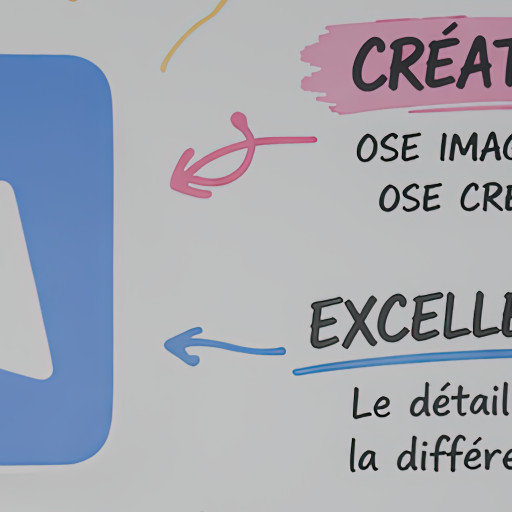 CRÉAT
OSE IMAG
OSE CRE
EXCELLE
Le détail
la différe